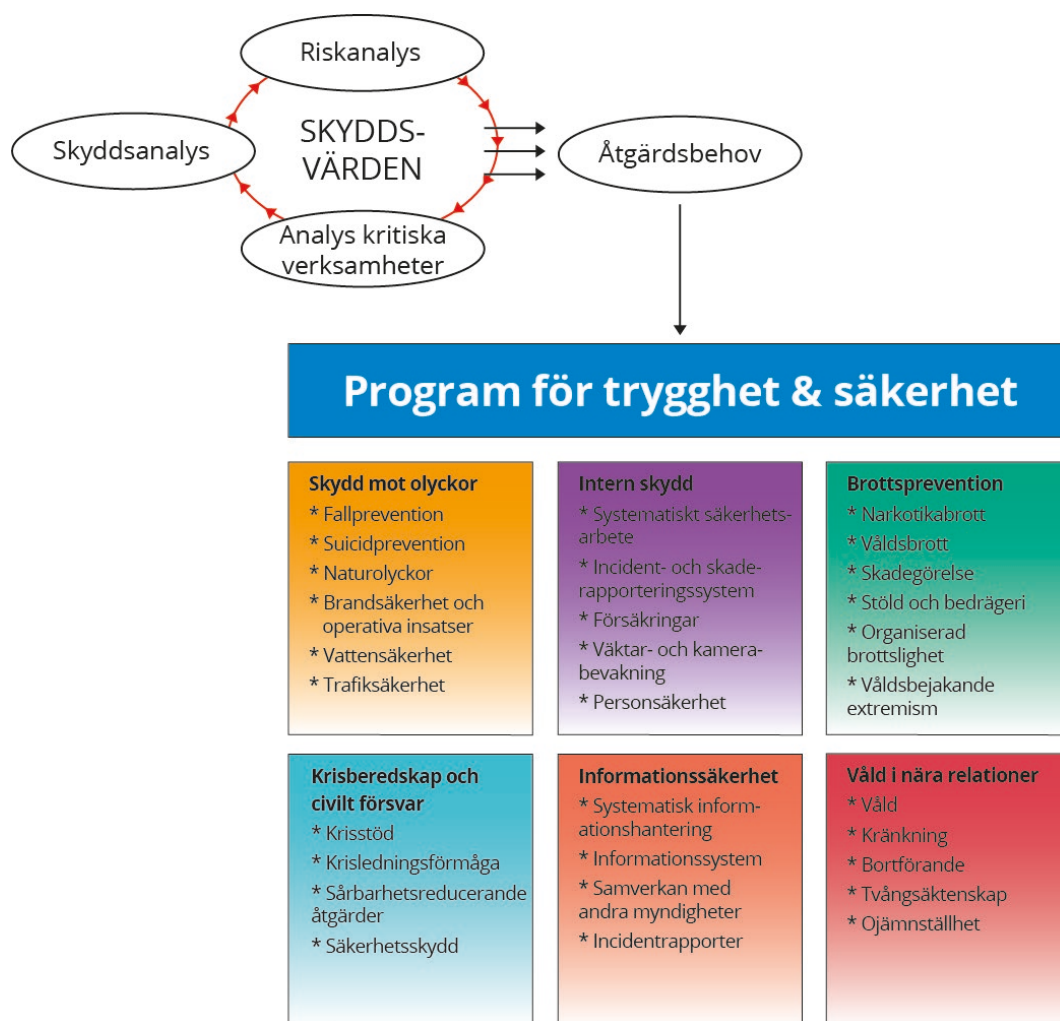 Riskanalys
Skyddsanalys
SKYDDS-
VÄRDEN
Åtgärdsbehov
Analys kritiska
verksamheter
Program för trygghet & säkerhet
Skydd mot olyckor
* Fallprevention
* Suicidprevention
* Naturolyckor
* Brandsäkerhet och
operativa insatser
* Vattensäkerhet
* Trafiksäkerhet
Intern skydd
* Systematiskt säkerhets-
arbete
* Incident- och skade-
rapporteringssystem
* Försäkringar
* Väktar- och kamera-
bevakning
* Personsäkerhet
Brottsprevention
* Narkotikabrott
* Våldsbrott
* Skadegörelse
* Stöld och bedrägeri
* Organiserad
brottslighet
* Våldsbejakande
extremism
Krisberedskap och
civilt försvar
* Krisstöd
* Krisledningsförmåga
* Sårbarhetsreducerande
åtgärder
* Säkerhetsskydd
Informationssäkerhet
* Systematisk inform-
ationshantering
* Informationssystem
* Samverkan med
andra myndigheter
* Incidentrapporter
Våld i nära relationer
* Våld
* Kränkning
* Bortförande
* Tvångsäktenskap
* Ojämnställhet